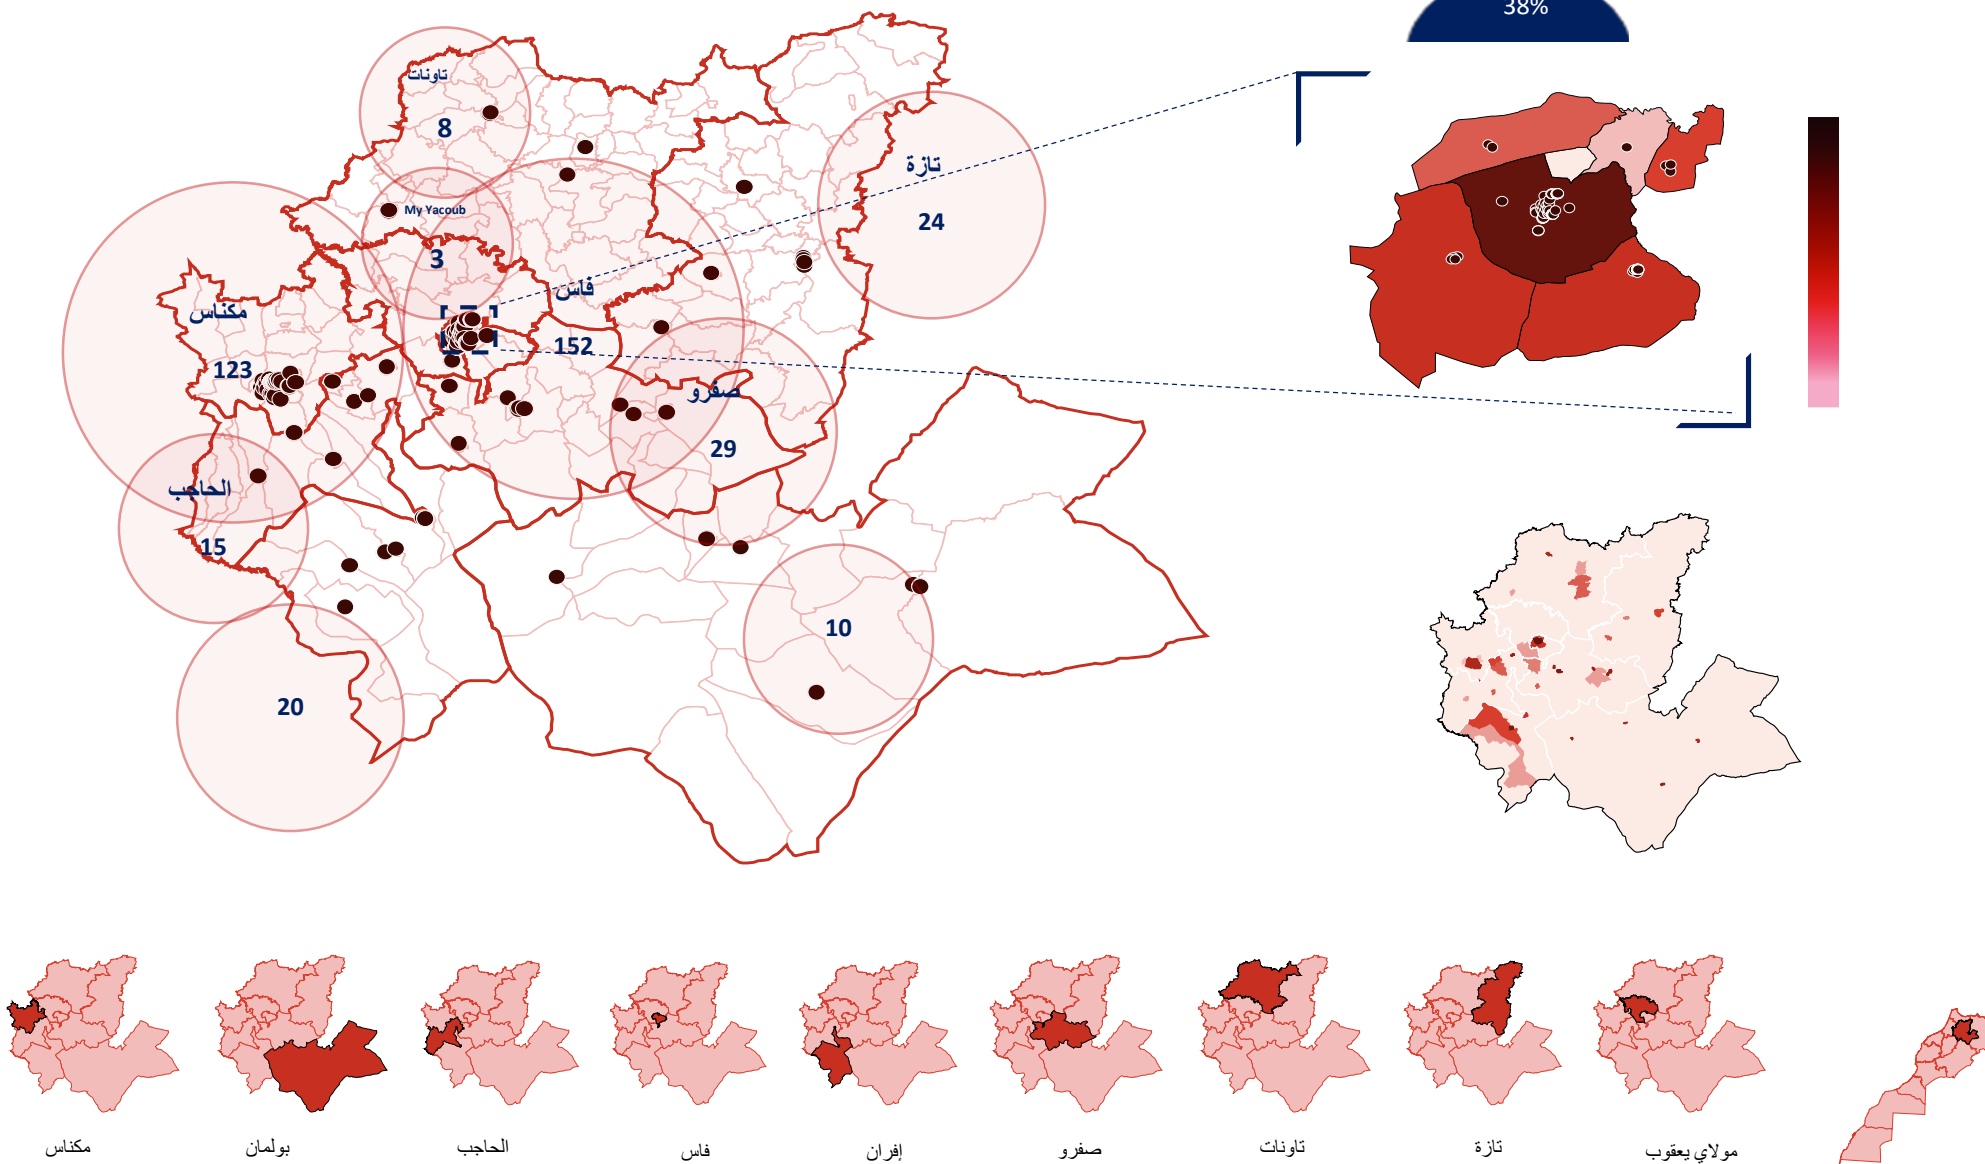 38%
تاونات
8
تازة
24
My Yacoub
3
فاس
152
مكناس
123
صفرو
29
الحاجب
15
10
20
مكناس
بولمان
الحاجب
فاس
إفران
صفرو
تاونات
تازة
مولاي يعقوب